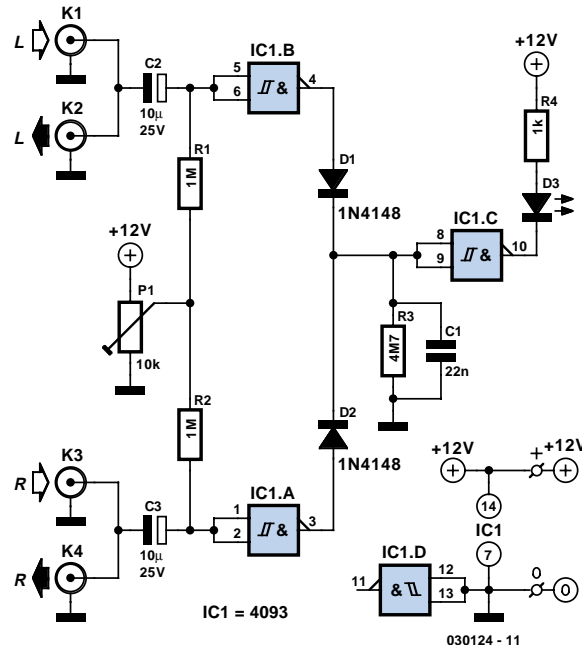 K1
L
K2
L
C2
10µ
25V
5
6
IC1.B
&
4
R1
1M
D1
1N4148
+12V
R4
1k
D3
IC1.C
8
9
&
10
+12V
P1
10k
R3
4M7
C1
22n
R2
1M
D2
1N4148
K3
R
K4
R
C3
10µ
25V
1
2
IC1.A
&
3
IC1 = 4093
+12V
+
+12V
14
IC1
7
IC1.D
11
&
12
13
0
0
030124 - 11